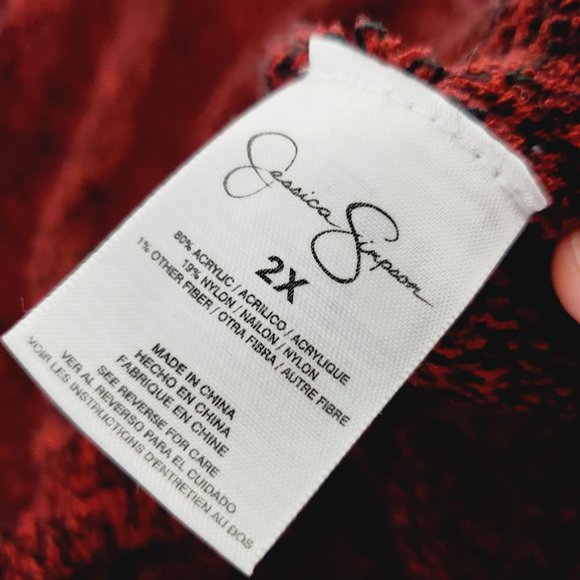 Jessica Simpson
2X
80% ACRYLIC / ACRILICO / ACRYLIQUE
19% NYLON / NAILON / NYLON
1% OTHER FIBER / OTRA FIBRA / AUTRE FIBRE
MADE IN CHINA
HECHO EN CHINA
FABRIQUE EN CHINE
SEE REVERSE FOR CARE
VER AL REVERSO PARA EL CUIDADO
VOIR LES INSTRUCTIONS D'ENTRETIEN AU DOS